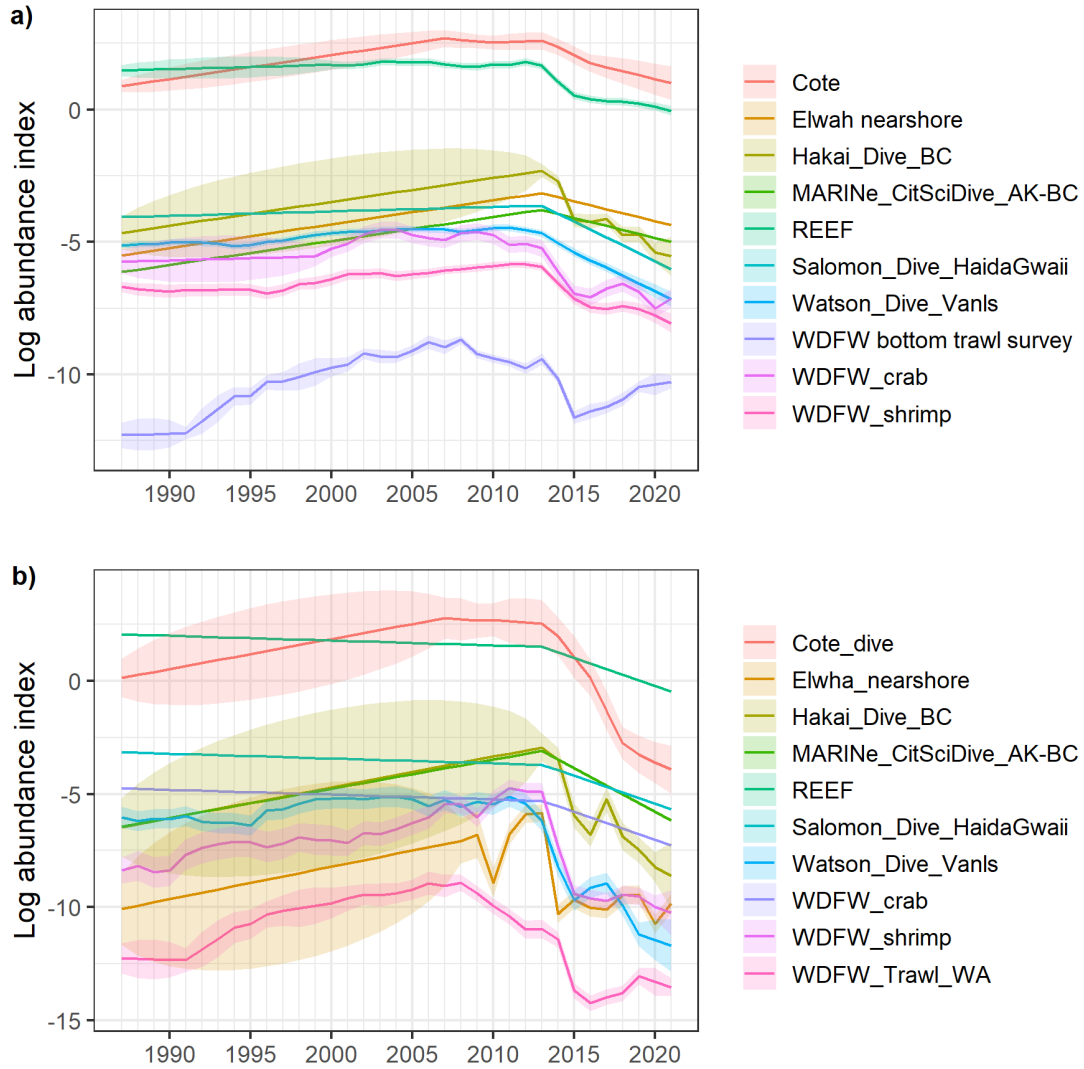 a)
Log abundance index
0
-5
-10
1990 1995 2000 2005 2010 2015 2020
Cote
Elwah nearshore
Hakai_Dive_BC
MARINe_CitSciDive_AK-BC
REEF
Salomon_Dive_HaidaGwaii
Watson_Dive_VanIs
WDFW bottom trawl survey
WDFW_crab
WDFW_shrimp
b)
Log abundance index
0
-5
-10
-15
1990 1995 2000 2005 2010 2015 2020
Cote_dive
Elwha_nearshore
Hakai_Dive_BC
MARINe_CitSciDive_AK-BC
REEF
Salomon_Dive_HaidaGwaii
Watson_Dive_VanIs
WDFW_crab
WDFW_shrimp
WDFW_Trawl_WA